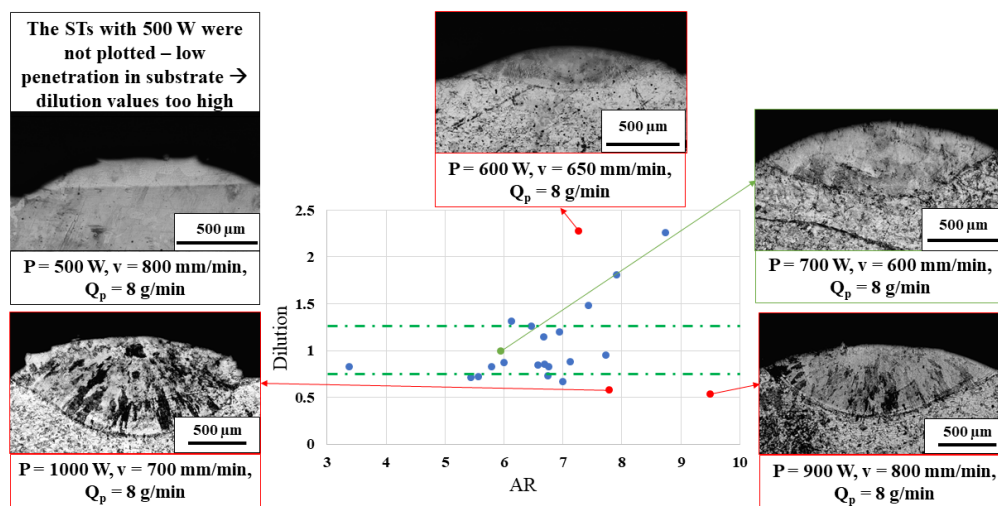 The STs with 500 W were
not plotted – low
penetration in substrate →
dilution values too high
500 µm
P = 500 W, v = 800 mm/min,
Qp = 8 g/min
500 µm
P = 600 W, v = 650 mm/min,
Qp = 8 g/min
500 µm
P = 700 W, v = 600 mm/min,
Qp = 8 g/min
500 µm
P = 1000 W, v = 700 mm/min,
Qp = 8 g/min
500 µm
P = 900 W, v = 800 mm/min,
Qp = 8 g/min
Dilution
2.5
2
1.5
1
0.5
0
3 4 5 6 7 8 9 10
AR